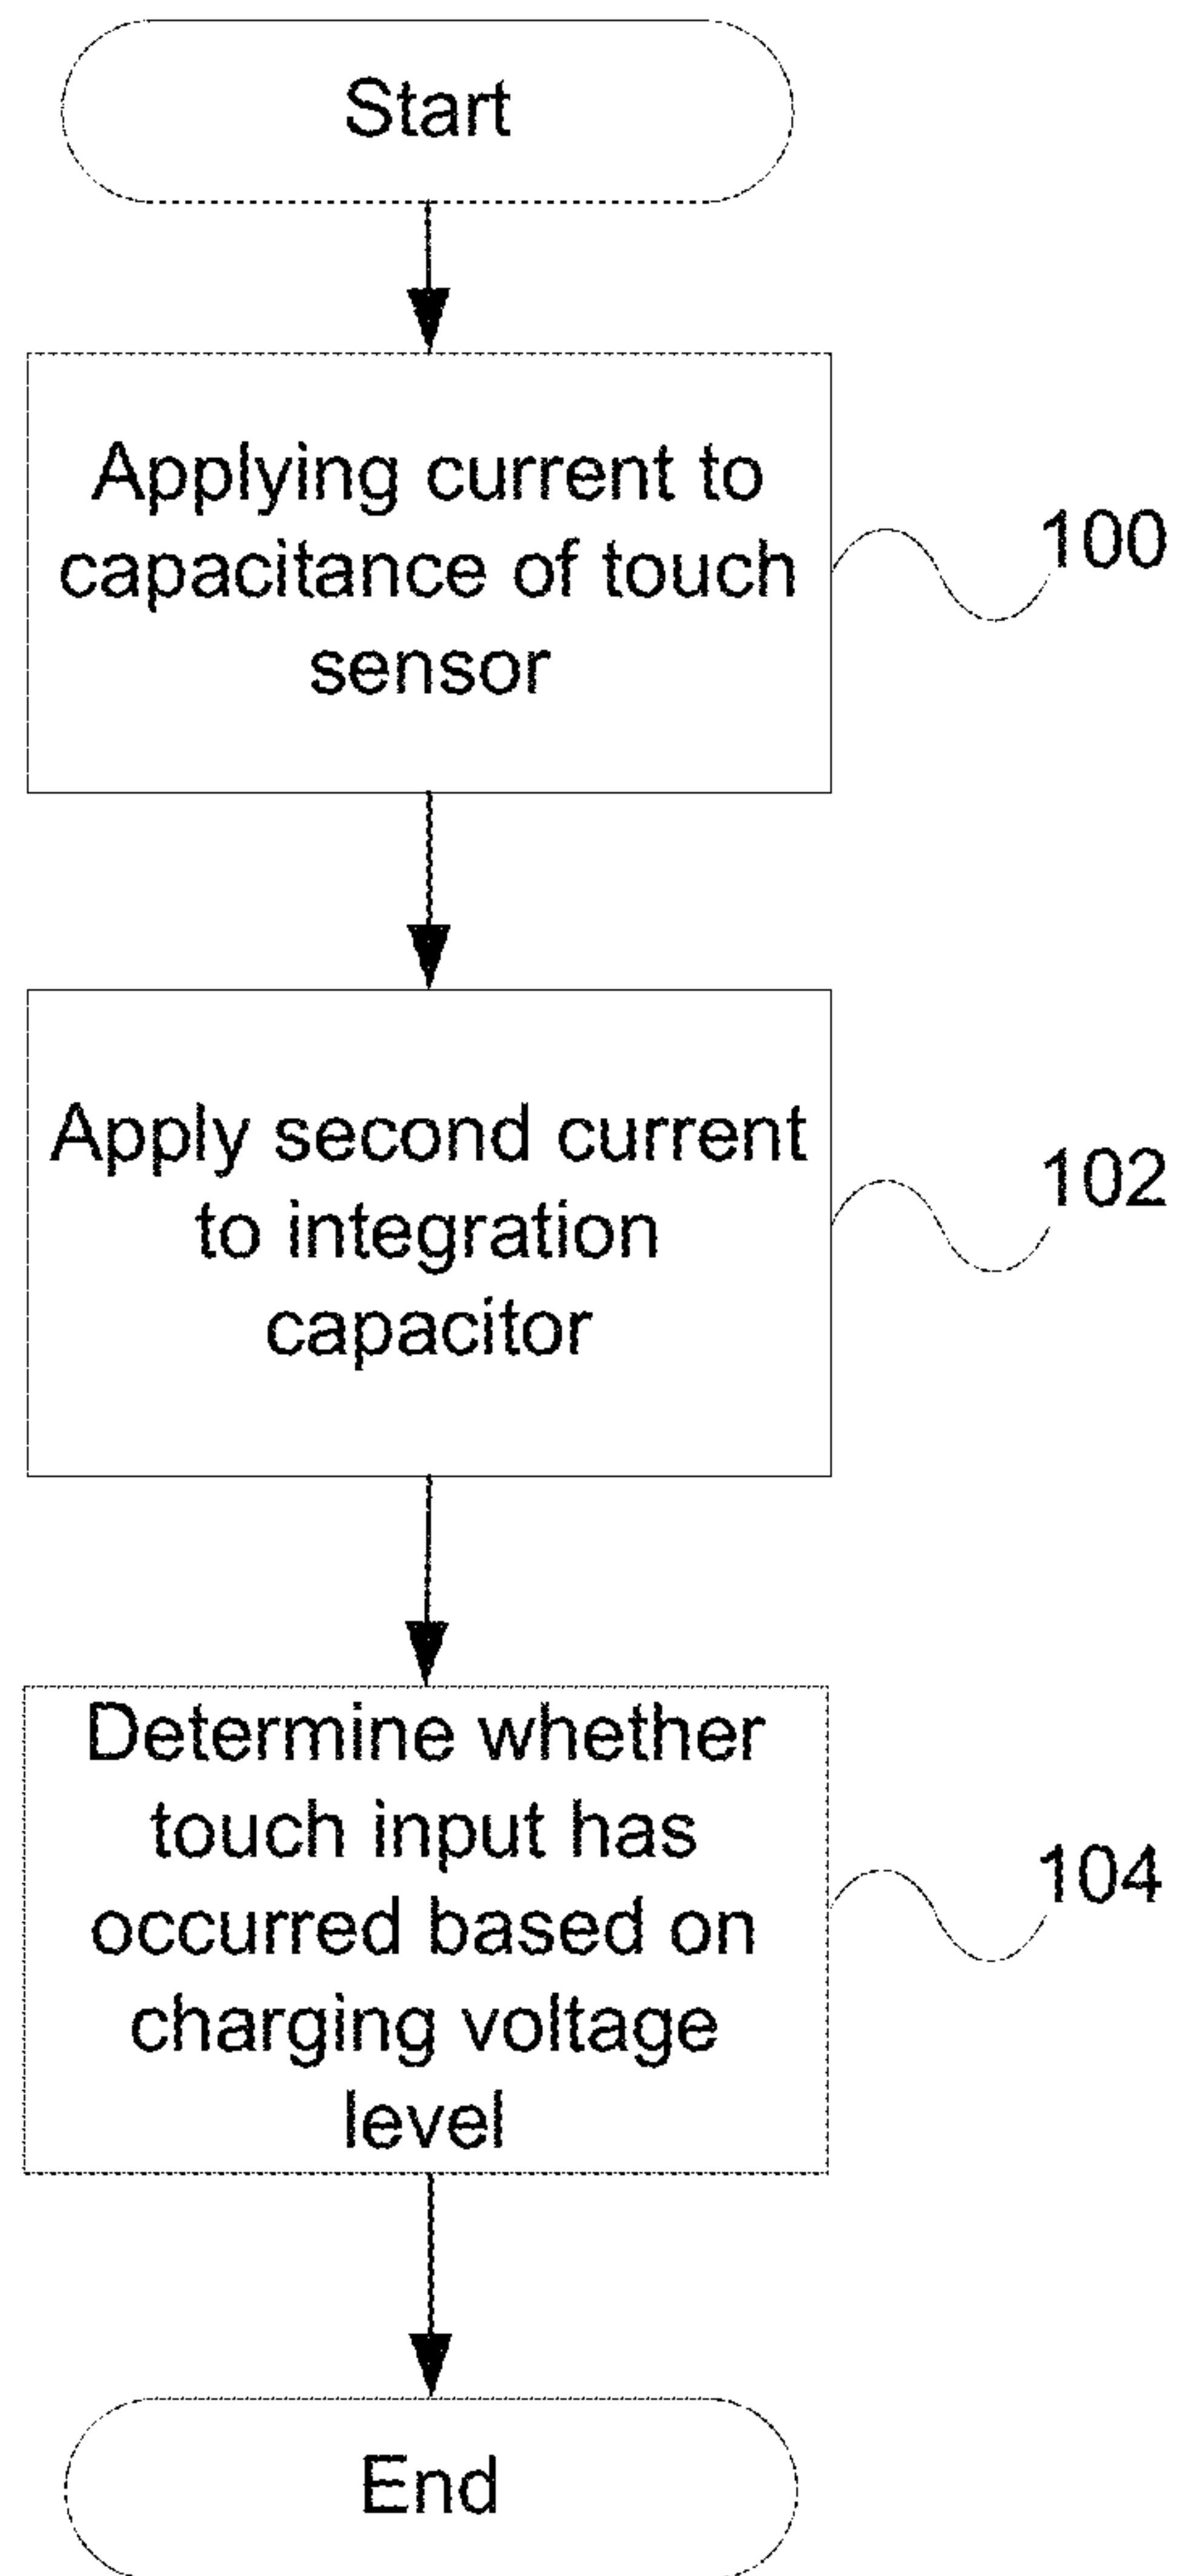 Start
Applying current to
capacitance of touch
sensor
100
Apply second current
to integration
capacitor
102
Determine whether
touch input has
occurred based on
charging voltage
level
104
End